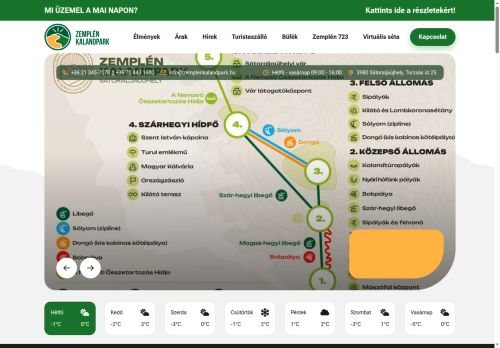 MI ÜZEMEL A MAI NAPON?
Kattints ide a részletekért!
ZEMPLÉN
KALANDPARK
Élmények
Árak
Hírek
Turistaszálló
Büfék
Zemplén 723
Virtuális séta
Kapcsolat
info@zemplenkalandpark.hu
Hétfő - vasárnap 09:00 - 16:00
3980 Sátoraljaújhely, Torzsás út 25
SÁTORALJAÚJHELY
5.
Sátoraljaújhelyi vár
Vár látogatóközpont
A Nemzeti
Összetartozás Hídja
4. SZÁRHEGYI HÍDFŐ
Szent István-kápolna
Turul emlékmű
Magyar Kálvária
Országzászló
Kilátó terasz
4.
Sólyom
Dongó
3.
Szár-hegyi libegő
2.
Magas-hegyi libegő
Bobpálya
1.
3. FELSŐ ÁLLOMÁS
Sípályák
Kilátó és Lombkoronasétány
Sólyom (zipline)
Dongó (kis kabinos kötélpálya)
2. KÖZÉPSŐ ÁLLOMÁS
Kalandtúrapályák
Nyári hófánk pályák
Bobpálya
Szár-hegyi libegő
Sípályák és felvonó
Műszánf központ
Libegő
Sólyom (zipline)
Dongó (kis kabinos kötélpálya)
Bobpálya
Összetartozás Hídja
Hétfő
-1°C
0°C
Kedd
-2°C
3°C
Szerda
-3°C
0°C
Csütörtök
-1°C
2°C
Péntek
1°C
2°C
Szombat
-3°C
1°C
Vasárnap
-5°C
0°C